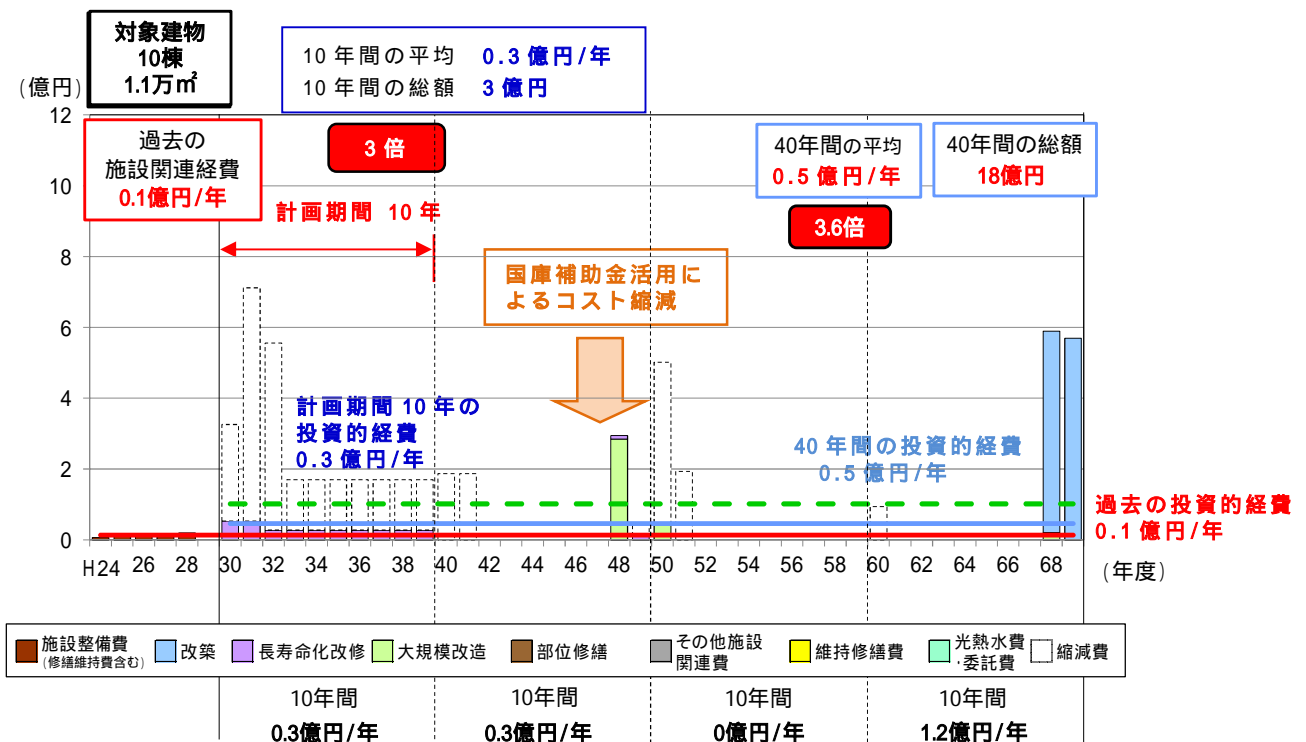 対象建物
10棟
1.1万㎡
10年間の平均 0.3億円/年
10年間の総額 3億円
(億円)
過去の
施設関連経費
0.1億円/年
3倍
40年間の平均
0.5億円/年
40年間の総額
18億円
3.6倍
計画期間 10年
国庫補助金活用に
よるコスト縮減
計画期間10年の
投資的経費
0.3億円/年
40年間の投資的経費
0.5億円/年
過去の投資的経費
0.1億円/年
12
10
8
6
4
2
0
H24 26 28 30 32 34 36 38 40 42 44 46 48 50 52 54 56 58 60 62 64 66 68
(年度)
施設整備費
(修繕維持費含む)
改築
長寿命化改修
大規模改造
部位修繕
その他施設
関連費
維持修繕費
光熱水費
・委託費
縮減費
10年間
0.3億円/年
10年間
0.3億円/年
10年間
0億円/年
10年間
1.2億円/年